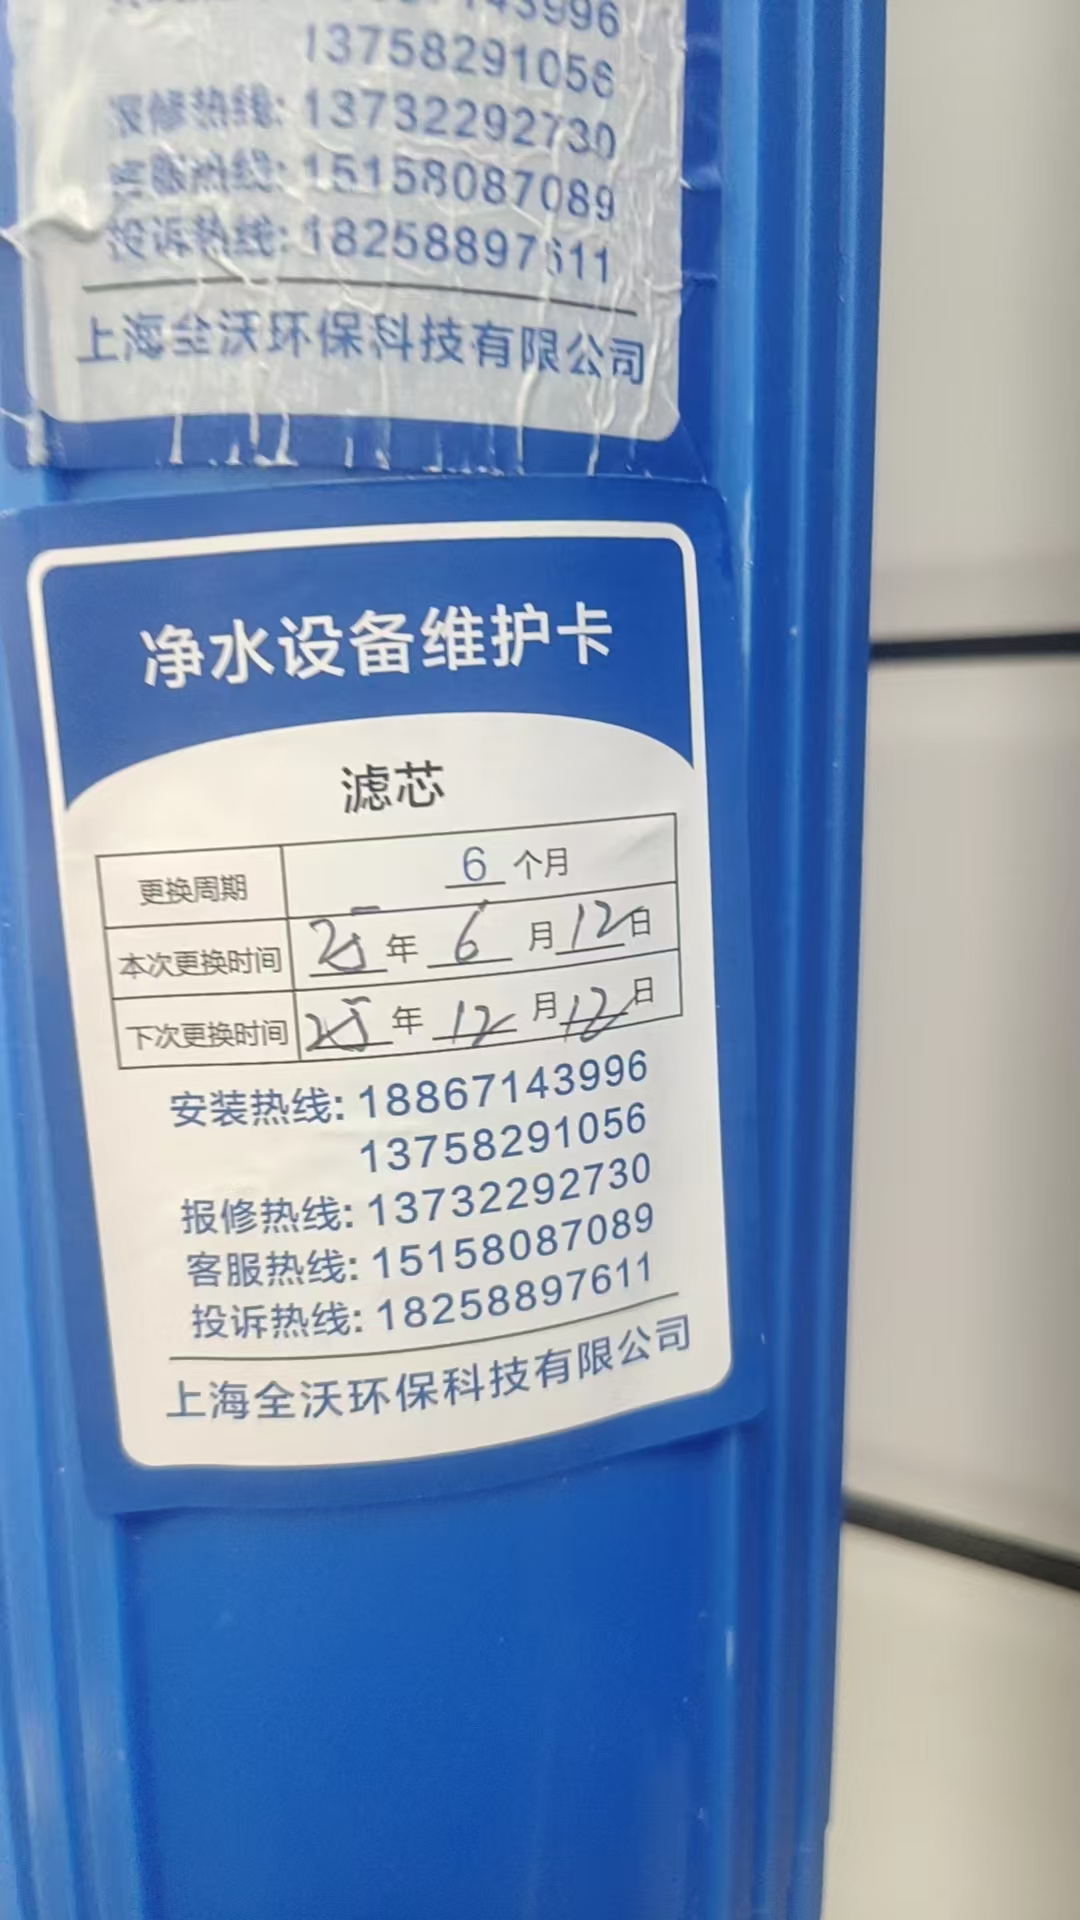 143996
13758291056
报修热线: 13732292730
客服热线: 15158087089
投诉热线: 18258897611
上海全沃环保科技有限公司
净水设备维护卡
滤芯
更换周期 6 个月
本次更换时间 25 年 6 月 12 日
下次更换时间 25 年 12 月 12 日
安装热线: 18867143996
13758291056
报修热线: 13732292730
客服热线: 15158087089
投诉热线: 18258897611
上海全沃环保科技有限公司